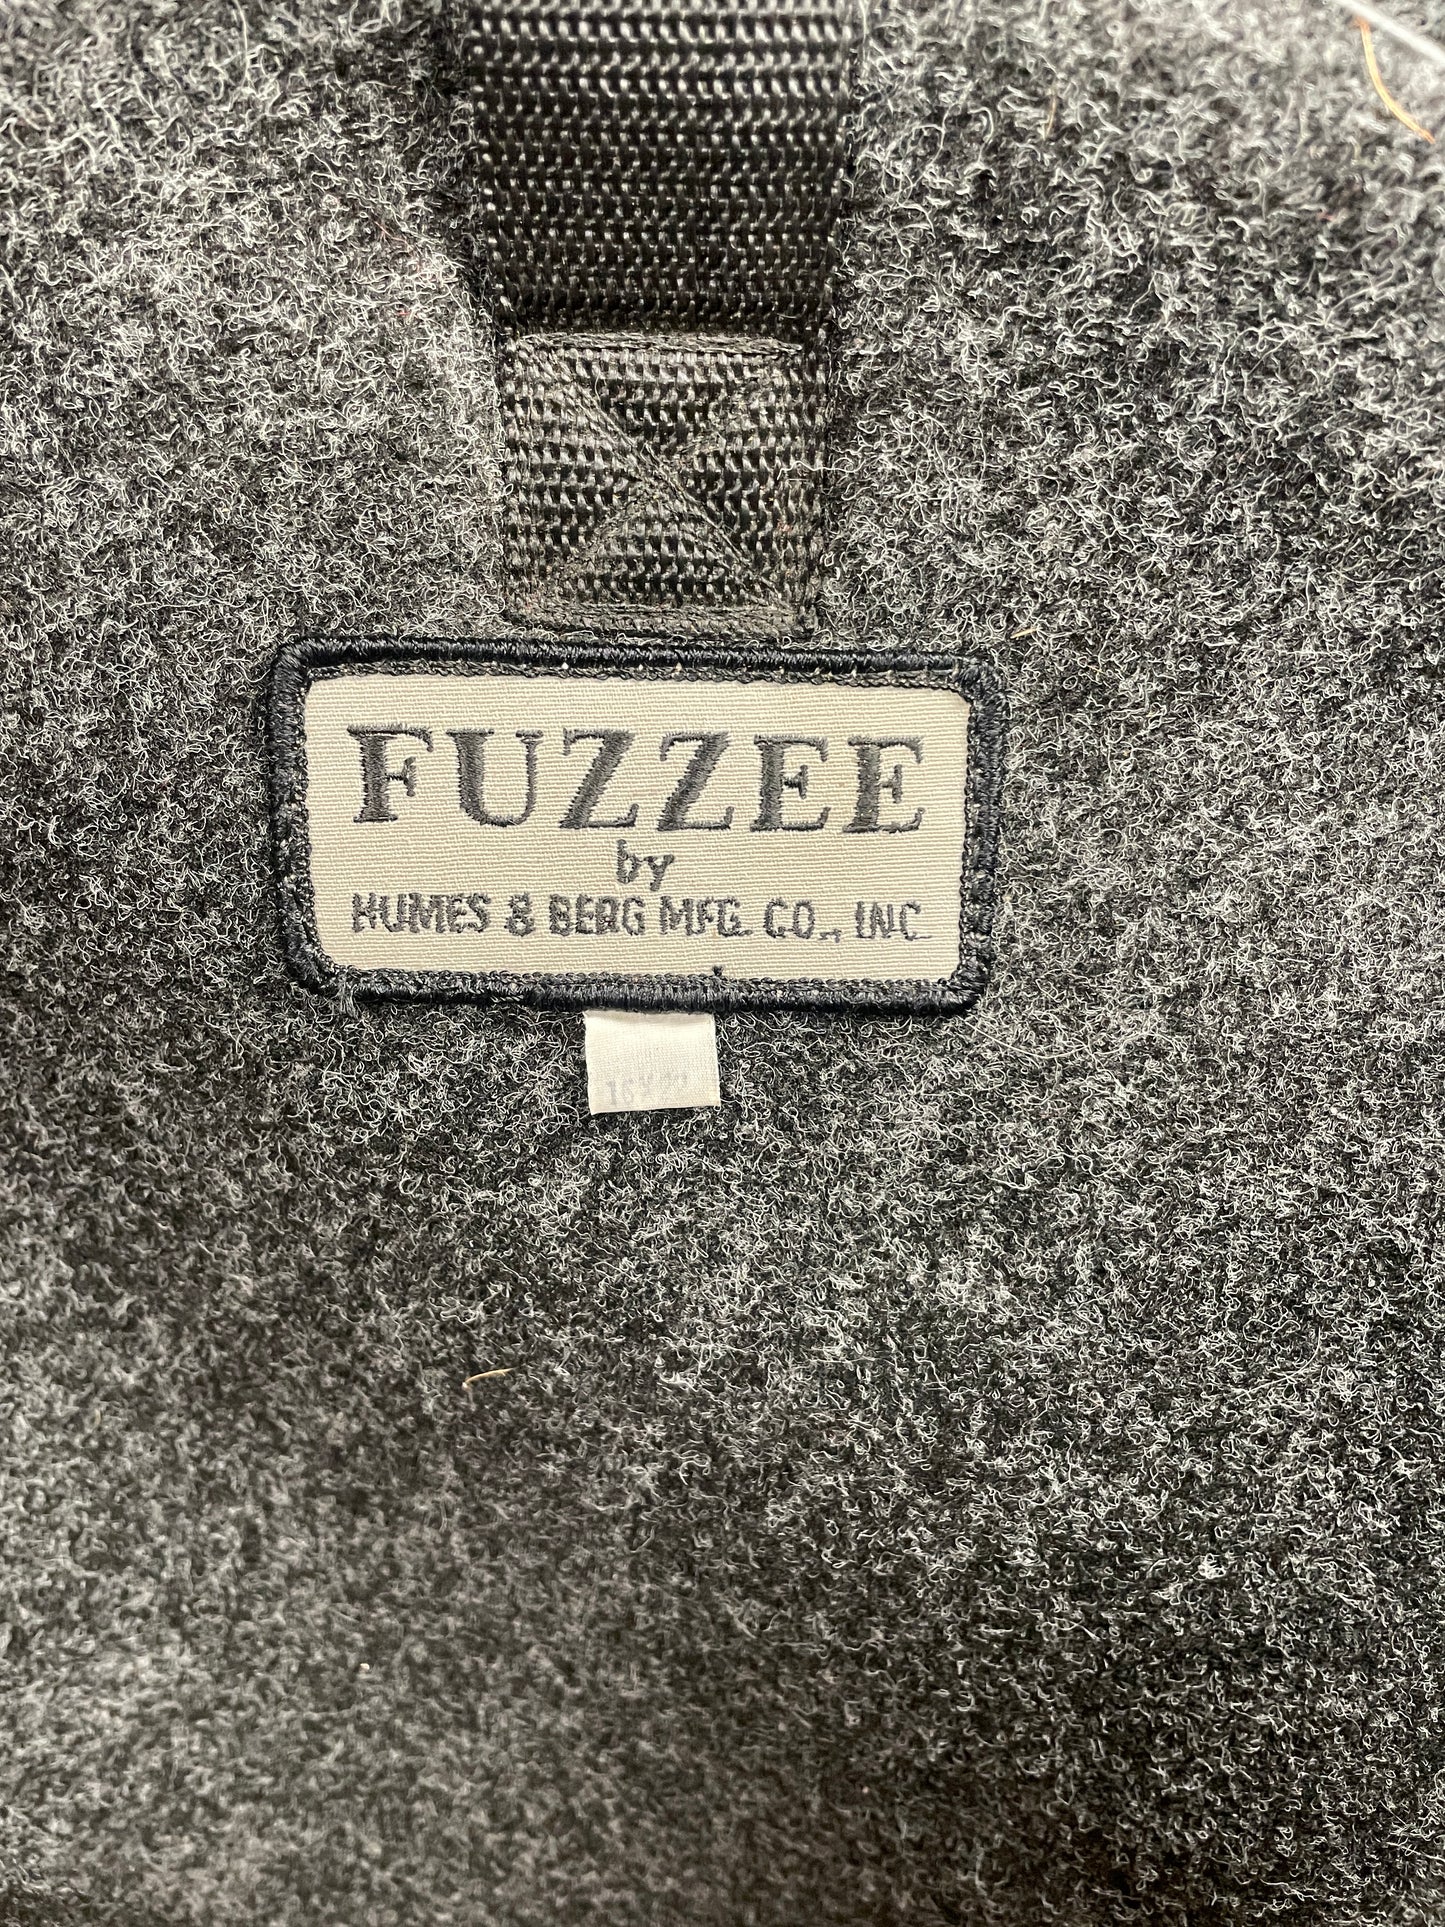 FUZZEE
by
HUMES & BERG MFG. CO., INC.